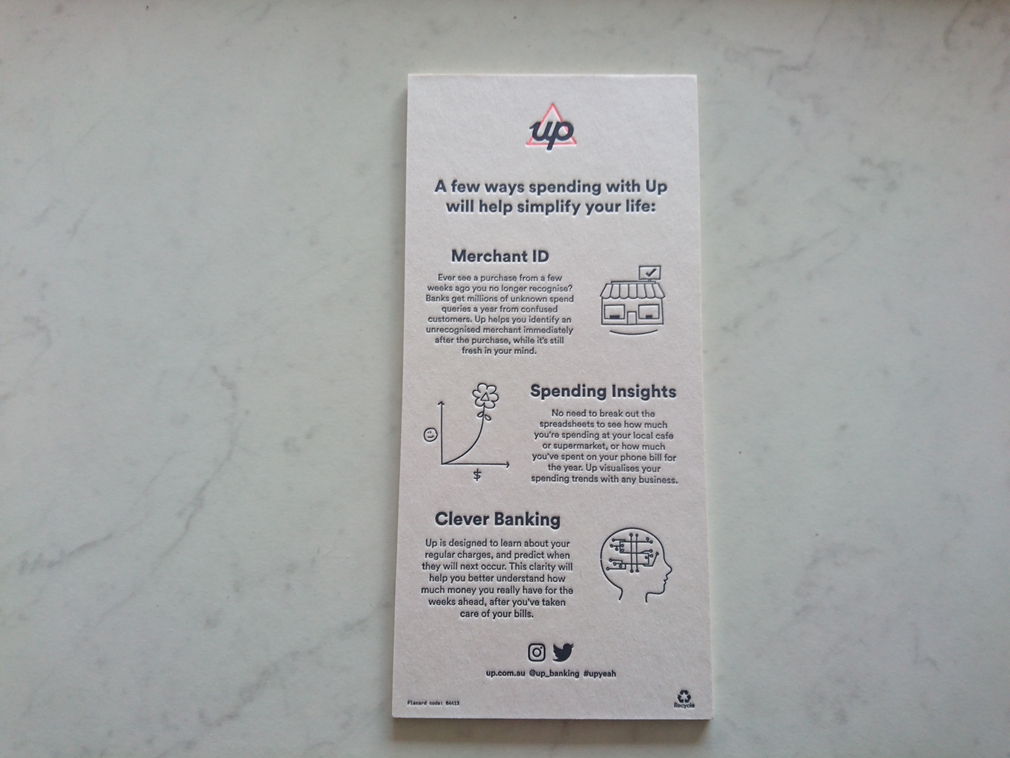 up
A few ways spending with Up
will help simplify your life:
Merchant ID
Ever see a purchase from a few
weeks ago you no longer recognise?
Banks get millions of unknown spend
queries a year from confused
customers. Up helps you identify an
unrecognised merchant immediately
after the purchase, while it's still
fresh in your mind.
Spending Insights
No need to break out the
spreadsheets to see how much
you're spending at your local cafe
or supermarket, or how much
you've spent on your phone bill for
the year. Up visualises your
spending trends with any business.
$
Clever Banking
Up is designed to learn about your
regular charges, and predict when
they will next occur. This clarity will
help you better understand how
much money you really have for the
weeks ahead, after you've taken
care of your bills.
up.com.au @up_banking #upyeah
Planard code:
Recycle